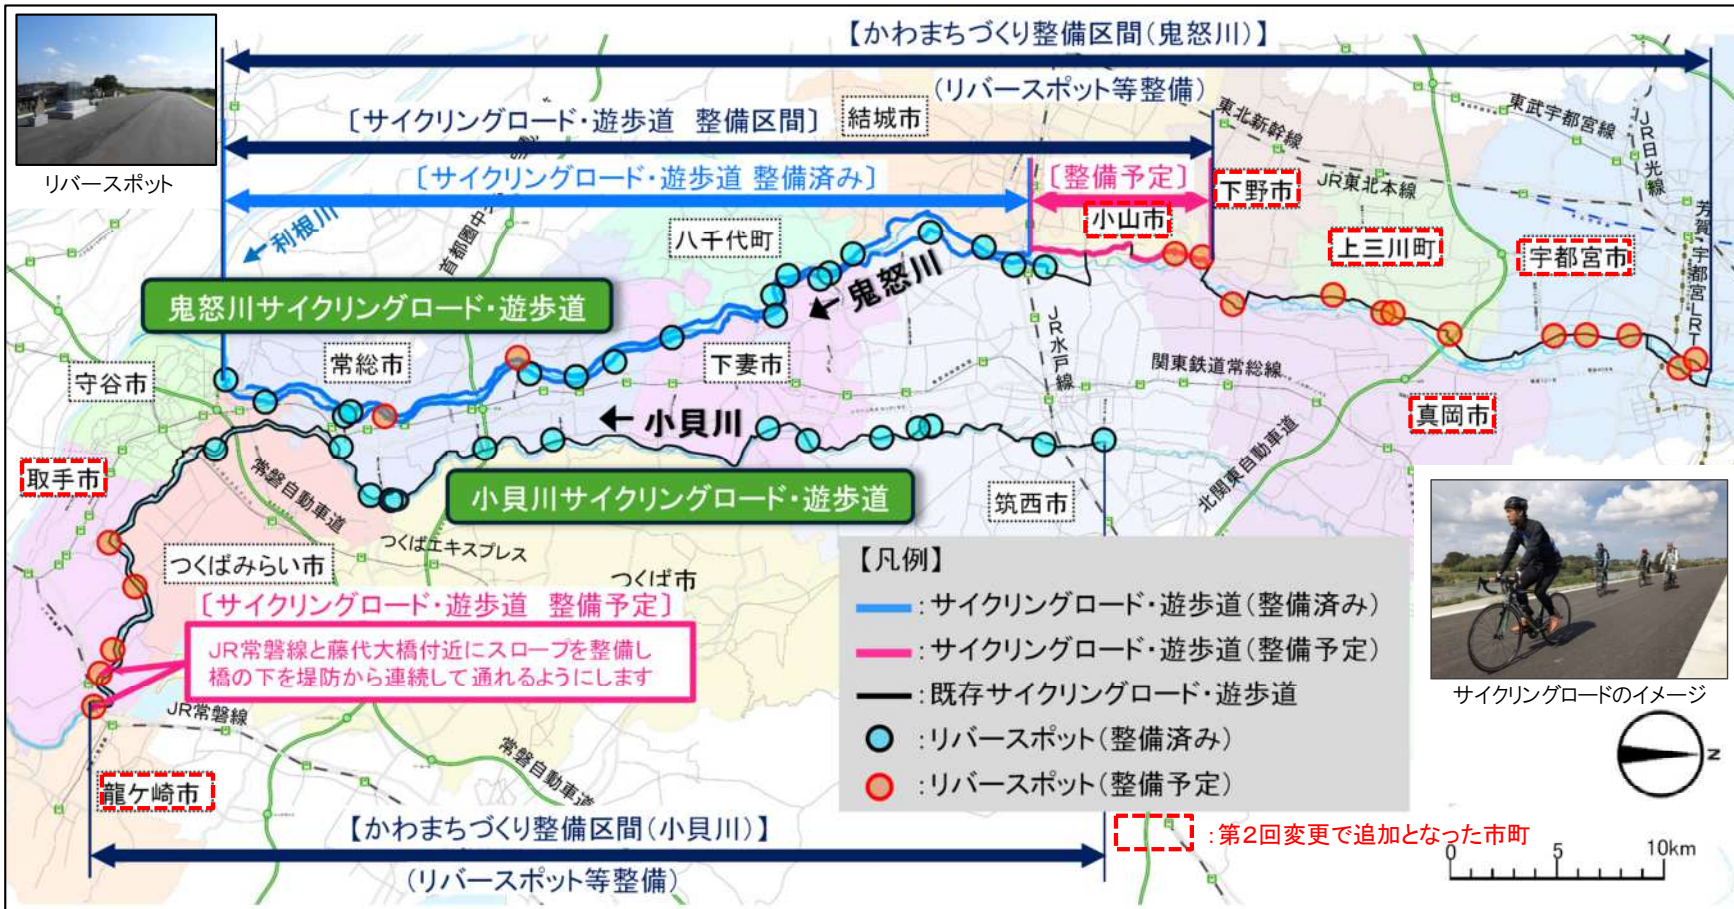 【かわまちづくり整備区間(鬼怒川)】
(リバースポット等整備)
〔サイクリングロード・遊歩道 整備区間〕
結城市
東北新幹線
東武宇都宮線
JR日光線
リバースポット
〔サイクリングロード・遊歩道 整備済み〕
〔整備予定〕
下野市
JR東北本線
芳賀・宇都宮LRT
利根川
八千代町
小山市
上三川町
宇都宮市
鬼怒川サイクリングロード・遊歩道
鬼怒川
JR水戸線
守谷市
常総市
下妻市
関東鉄道常総線
小貝川
真岡市
取手市
常磐自動車道
小貝川サイクリングロード・遊歩道
筑西市
北関東自動車道
つくばエキスプレス
つくばみらい市
つくば市
〔サイクリングロード・遊歩道 整備予定〕
JR常磐線と藤代大橋付近にスロープを整備し
橋の下を堤防から連続して通れるようにします
JR常磐線
常磐自動車道
龍ケ崎市
【凡例】
:サイクリングロード・遊歩道(整備済み)
:サイクリングロード・遊歩道(整備予定)
:既存サイクリングロード・遊歩道
:リバースポット(整備済み)
:リバースポット(整備予定)
サイクリングロードのイメージ
N
【かわまちづくり整備区間(小貝川)】
(リバースポット等整備)
:第2回変更で追加となった市町
0 5 10km